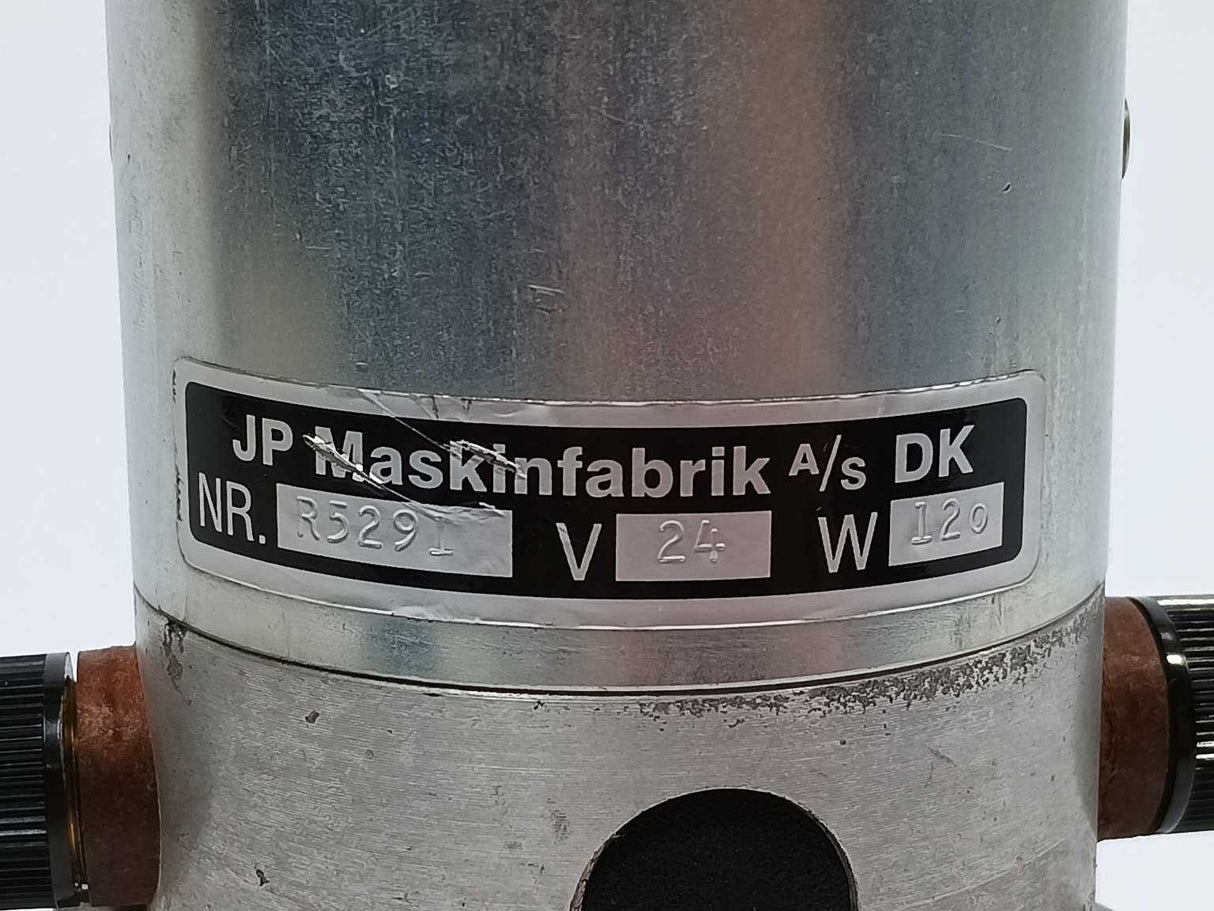 JP Maskinfabrik A/s DK
NR. R5291 V 24 W 120